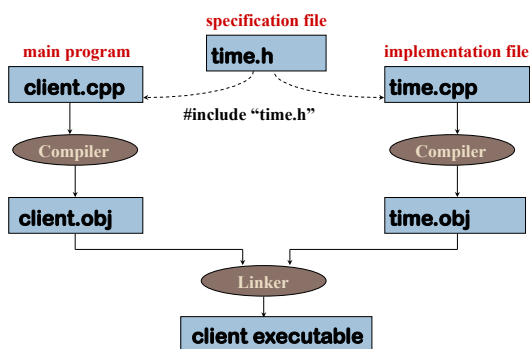 specification file
main program
time.h
implementation file
client.cpp
time.cpp
#include “time.h”
Compiler
Compiler
client.obj
time.obj
Linker
client executable